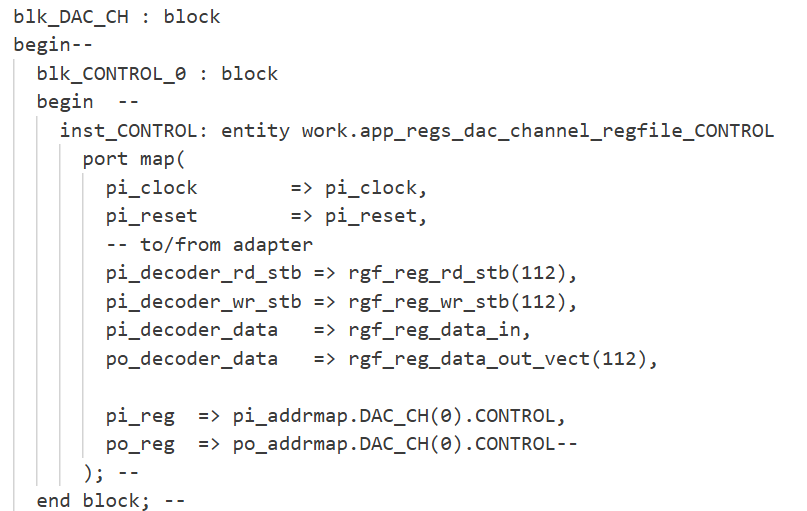 blk_DAC_CH : block
begin--
  blk_CONTROL_0 : block
  begin  --
    inst_CONTROL: entity work.app_regs_dac_channel_regfile_CONTROL
      port map(
        pi_clock        => pi_clock,
        pi_reset        => pi_reset,
        -- to/from adapter
        pi_decoder_rd_stb => rgf_reg_rd_stb(112),
        pi_decoder_wr_stb => rgf_reg_wr_stb(112),
        pi_decoder_data   => rgf_reg_data_in,
        po_decoder_data   => rgf_reg_data_out_vect(112),

        pi_reg  => pi_addrmap.DAC_CH(0).CONTROL,
        po_reg  => po_addrmap.DAC_CH(0).CONTROL--
      ); --
  end block; --